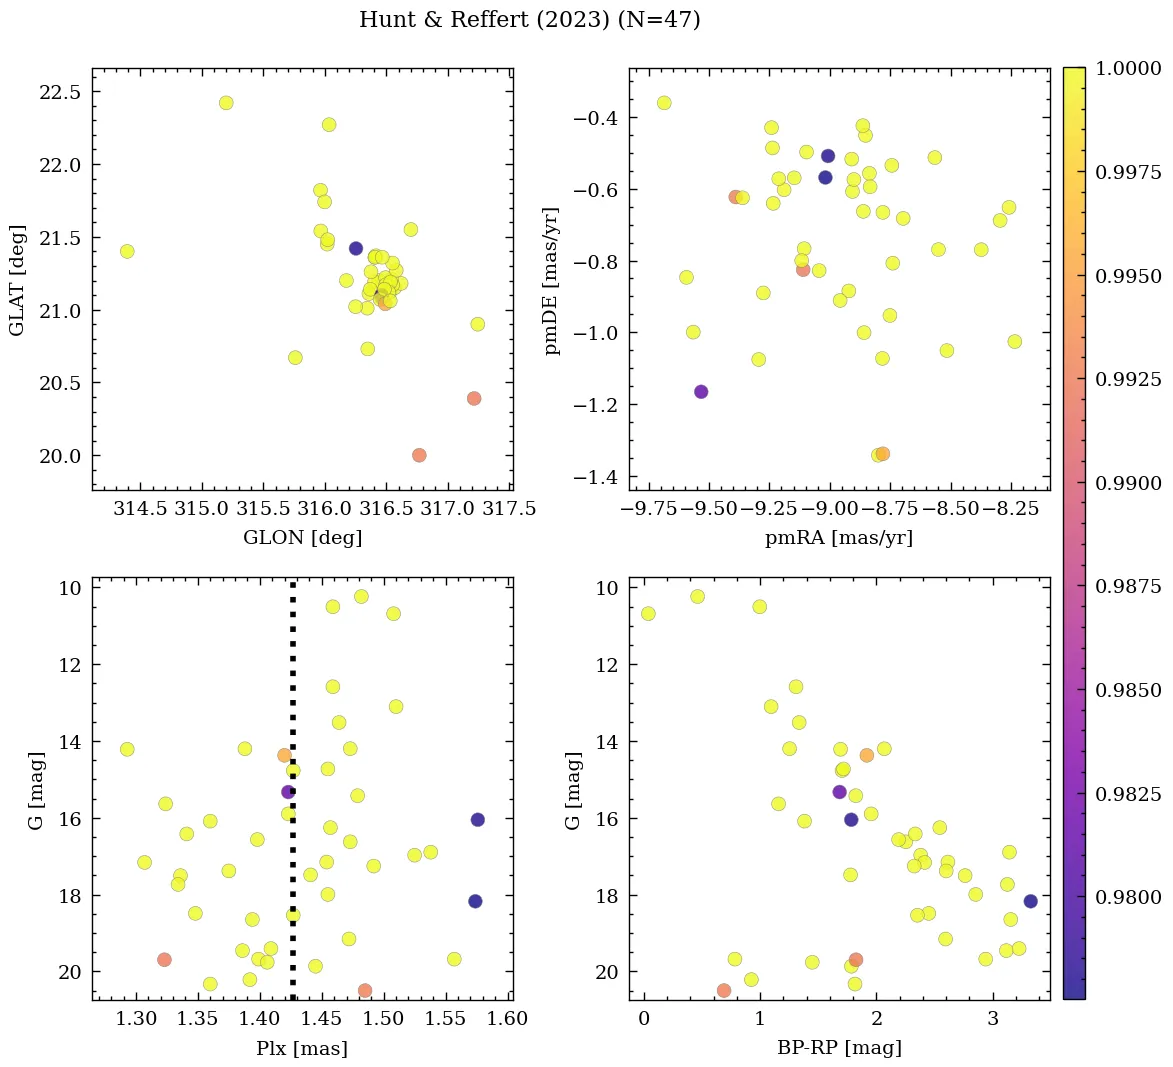 Hunt & Reffert (2023) (N=47)
22.5
22.0
21.5
21.0
20.5
20.0
GLAT [deg]
314.5 315.0 315.5 316.0 316.5 317.0 317.5
GLON [deg]
−0.4
−0.6
−0.8
−1.0
−1.2
−1.4
pmDE [mas/yr]
−9.75 −9.50 −9.25 −9.00 −8.75 −8.50 −8.25
pmRA [mas/yr]
10
12
14
16
18
20
G [mag]
1.30 1.35 1.40 1.45 1.50 1.55 1.60
Plx [mas]
10
12
14
16
18
20
G [mag]
0 1 2 3
BP-RP [mag]
1.0000
0.9975
0.9950
0.9925
0.9900
0.9875
0.9850
0.9825
0.9800